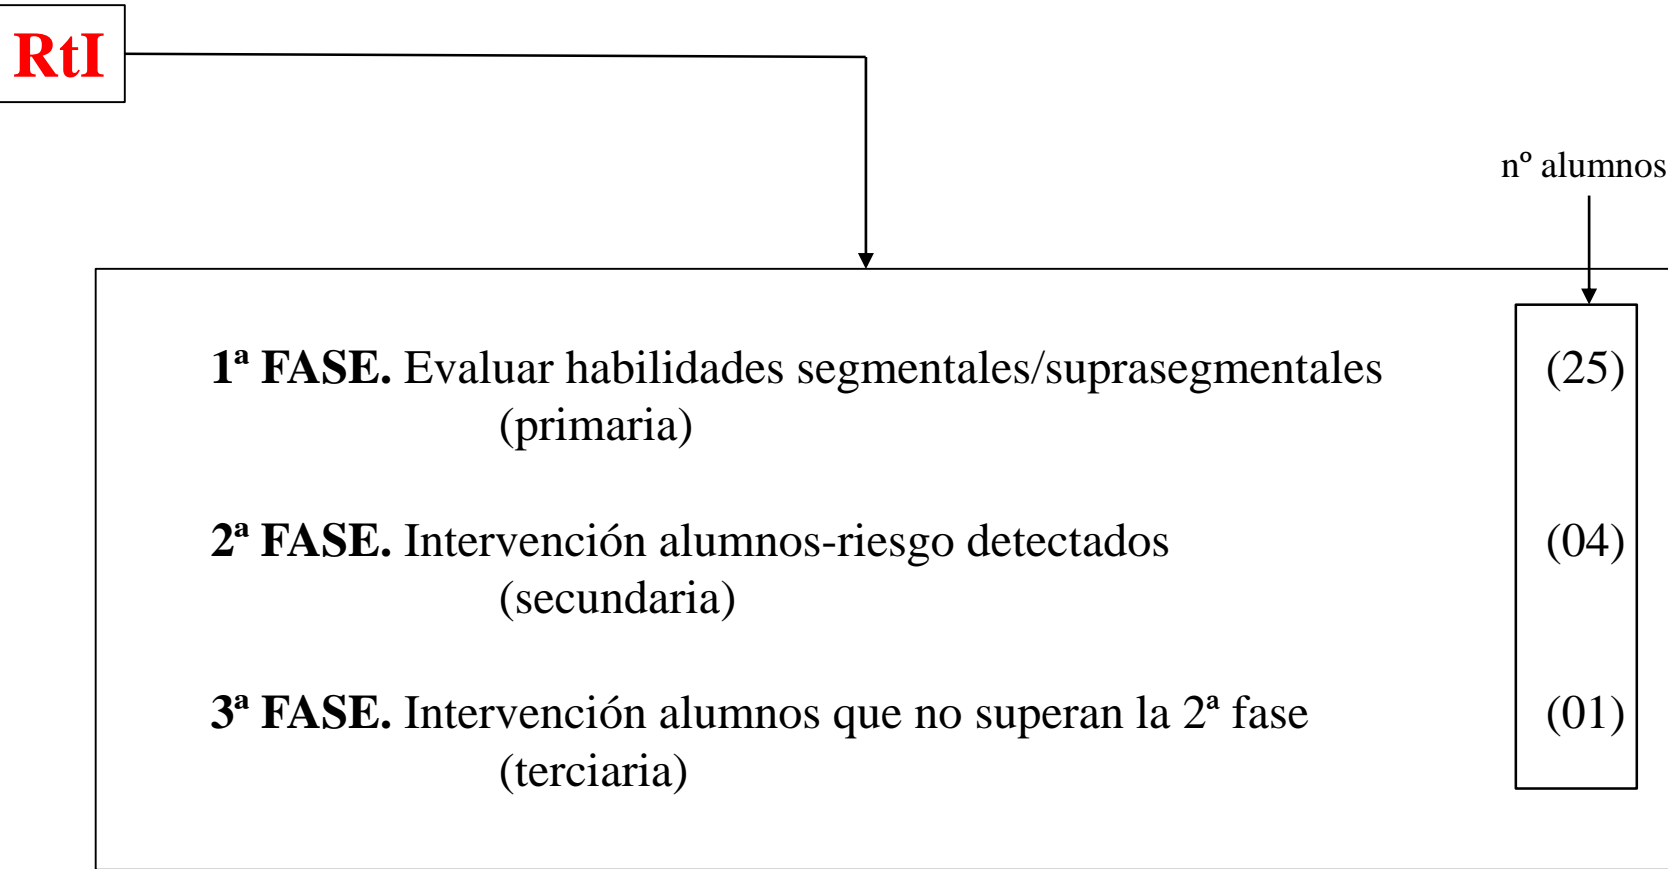 RtI
nº alumnos
1ª FASE. Evaluar habilidades segmentales/suprasegmentales (25)
(primaria)
2ª FASE. Intervención alumnos-riesgo detectados (04)
(secundaria)
3ª FASE. Intervención alumnos que no superan la 2ª fase (01)
(terciaria)